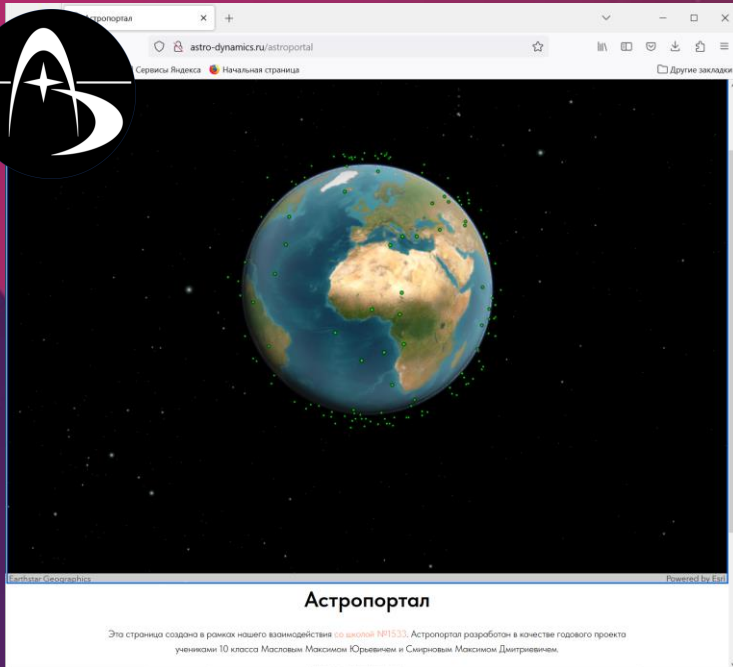 Астропортал
astro-dynamics.ru/astroportal
Сервисы Яндекса Начальная страница Другие закладки
Earthstar Geographics Powered by Esri
Астропортал
Эта страница создана в рамках нашего взаимодействия со школой №1533. Астропортал разработан в качестве годового проекта
учениками 10 класса Масловым Максимом Юрьевичем и Смирновым Максимом Дмитриевичем.